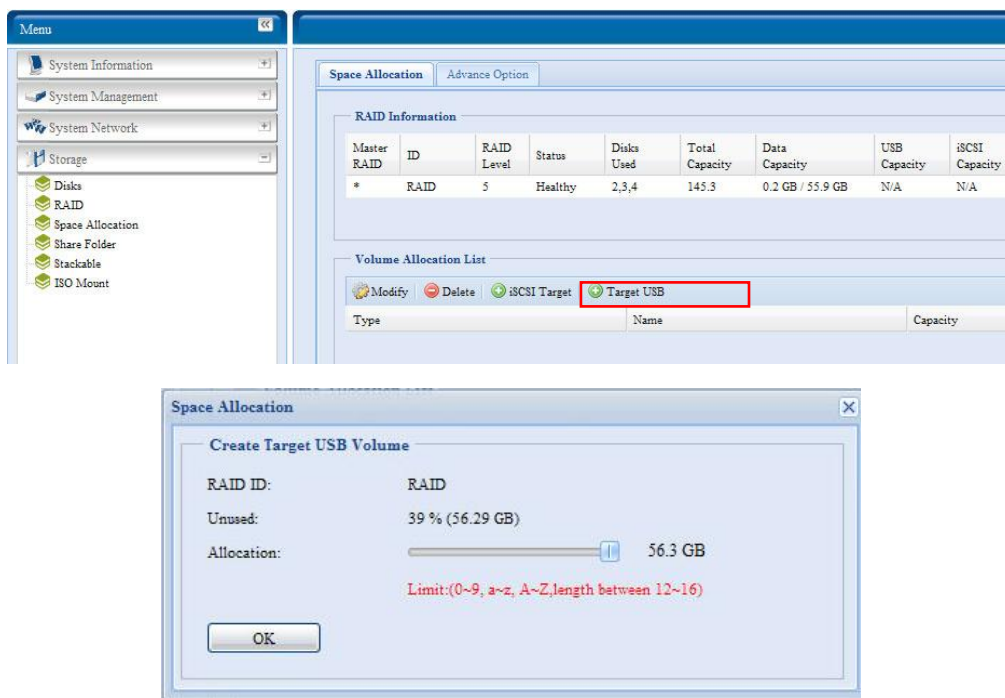 Menu
System Information
System Management
System Network
Storage
Disks
RAID
Space Allocation
Share Folder
Stackable
ISO Mount
Space Allocation Advance Option
RAID Information
Master RAID ID RAID Level Status Disks Used Total Capacity Data Capacity USB Capacity iSCSI Capacity
* RAID 5 Healthy 2,3,4 145.3 0.2 GB / 55.9 GB N/A N/A
Volume Allocation List
Modify Delete iSCSI Target Target USB
Type Name Capacity
Space Allocation
Create Target USB Volume
RAID ID: RAID
Unused: 39 % (56.29 GB)
Allocation: 56.3 GB
Limit:(0~9, a~z, A~Z,length between 12~16)
OK